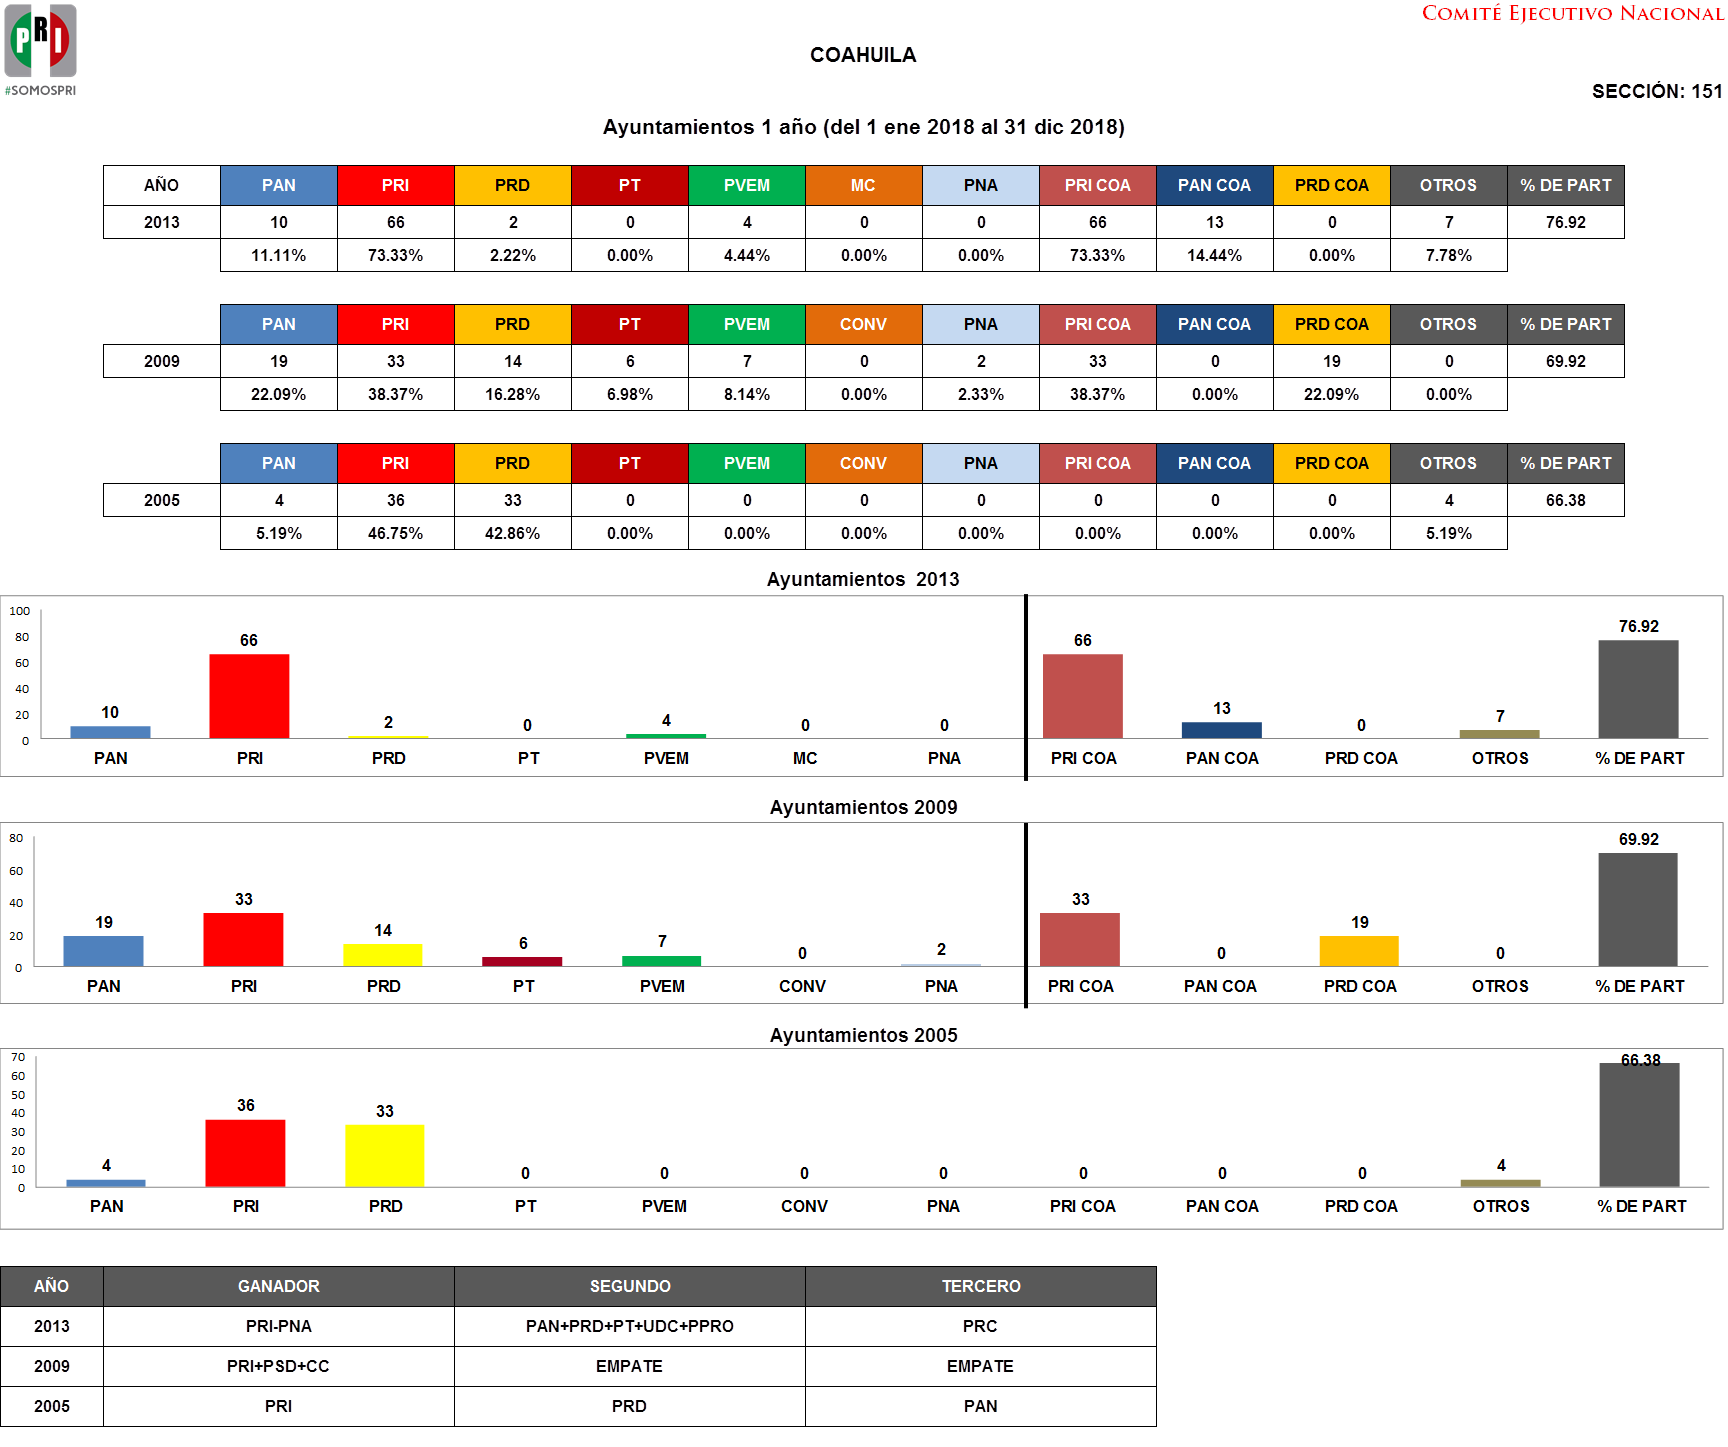 COMITÉ EJECUTIVO NACIONAL
PRI
#SOMOSPRI
COAHUILA
SECCIÓN: 151
Ayuntamientos 1 año (del 1 ene 2018 al 31 dic 2018)
AÑO PAN PRI PRD PT PVEM MC PNA PRI COA PAN COA PRD COA OTROS % DE PART
2013 10 66 2 0 4 0 0 66 13 0 7 76.92
11.11% 73.33% 2.22% 0.00% 4.44% 0.00% 0.00% 73.33% 14.44% 0.00% 7.78%
PAN PRI PRD PT PVEM CONV PNA PRI COA PAN COA PRD COA OTROS % DE PART
2009 19 33 14 6 7 0 2 33 0 19 0 69.92
22.09% 38.37% 16.28% 6.98% 8.14% 0.00% 2.33% 38.37% 0.00% 22.09% 0.00%
PAN PRI PRD PT PVEM CONV PNA PRI COA PAN COA PRD COA OTROS % DE PART
2005 4 36 33 0 0 0 0 0 0 0 4 66.38
5.19% 46.75% 42.86% 0.00% 0.00% 0.00% 0.00% 0.00% 0.00% 0.00% 5.19%
Ayuntamientos 2013
100
80
60
40
20
0
10 66 2 0 4 0 0 66 13 0 7 76.92
PAN PRI PRD PT PVEM MC PNA PRI COA PAN COA PRD COA OTROS % DE PART
Ayuntamientos 2009
80
60
40
20
0
19 33 14 6 7 0 2 33 0 19 0 69.92
PAN PRI PRD PT PVEM CONV PNA PRI COA PAN COA PRD COA OTROS % DE PART
Ayuntamientos 2005
70
60
50
40
30
20
10
0
4 36 33 0 0 0 0 0 0 0 4 66.38
PAN PRI PRD PT PVEM CONV PNA PRI COA PAN COA PRD COA OTROS % DE PART
AÑO GANADOR SEGUNDO TERCERO
2013 PRI-PNA PAN+PRD+PT+UDC+PPRO PRC
2009 PRI+PSD+CC EMPATE EMPATE
2005 PRI PRD PAN